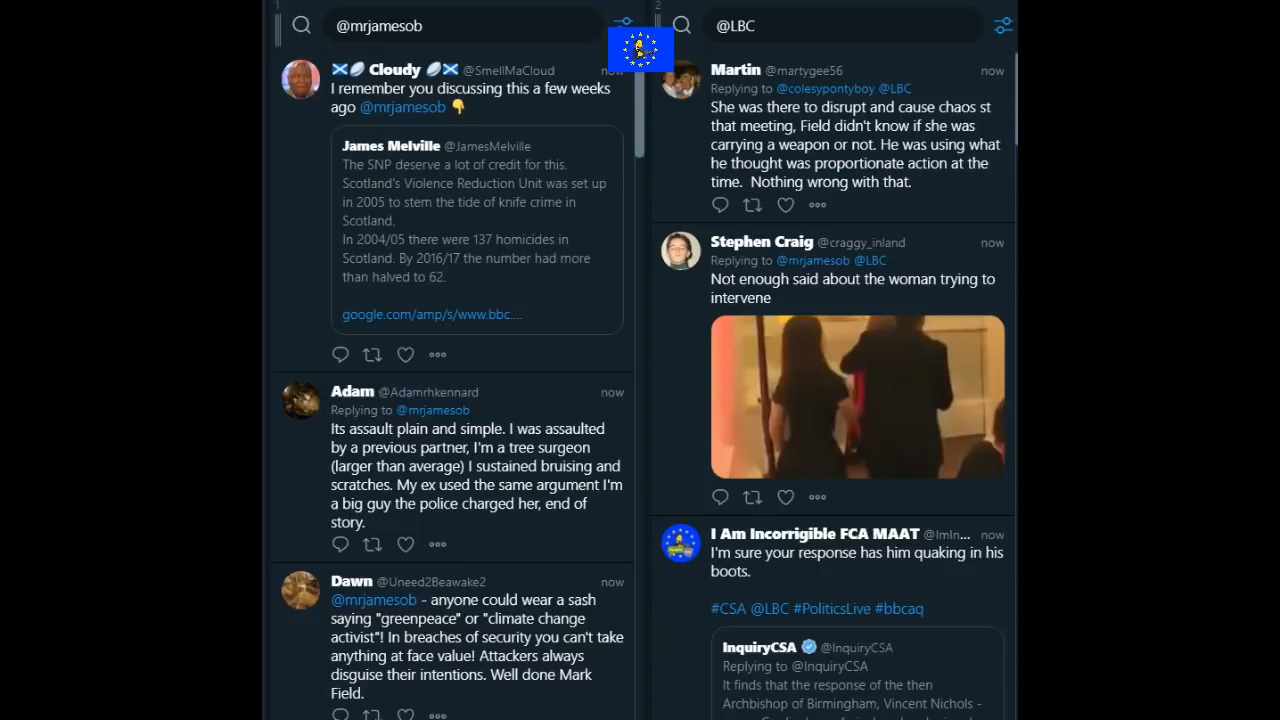 1
@mrjamesob
🏴󠁧󠁢󠁳󠁣󠁴󠁿🏉 Cloudy 🏉🏴󠁧󠁢󠁳󠁣󠁴󠁿 @SmellMaCloud now
I remember you discussing this a few weeks
ago @mrjamesob 👇
James Melville @JamesMelville
The SNP deserve a lot of credit for this.
Scotland's Violence Reduction Unit was set up
in 2005 to stem the tide of knife crime in
Scotland.
In 2004/05 there were 137 homicides in
Scotland. By 2016/17 the number had more
than halved to 62.
google.com/amp/s/www.bbc....
Adam @Adamrhkennard now
Replying to @mrjamesob
Its assault plain and simple. I was assaulted
by a previous partner, I'm a tree surgeon
(larger than average) I sustained bruising and
scratches. My ex used the same argument I'm
a big guy the police charged her, end of
story.
Dawn @Uneed2Beawake2 now
@mrjamesob - anyone could wear a sash
saying "greenpeace" or "climate change
activist"! In breaches of security you can't take
anything at face value! Attackers always
disguise their intentions. Well done Mark
Field.
2
@LBC
Martin @martygee56 now
Replying to @colesypontyboy @LBC
She was there to disrupt and cause chaos st
that meeting, Field didn't know if she was
carrying a weapon or not. He was using what
he thought was proportionate action at the
time. Nothing wrong with that.
Stephen Craig @craggy_inland now
Replying to @mrjamesob @LBC
Not enough said about the woman trying to
intervene
I Am Incorrigible FCA MAAT @ImIn... now
I'm sure your response has him quaking in his
boots.
#CSA @LBC #PoliticsLive #bbcaq
InquiryCSA @InquiryCSA
Replying to @InquiryCSA
It finds that the response of the then
Archbishop of Birmingham, Vincent Nichols -